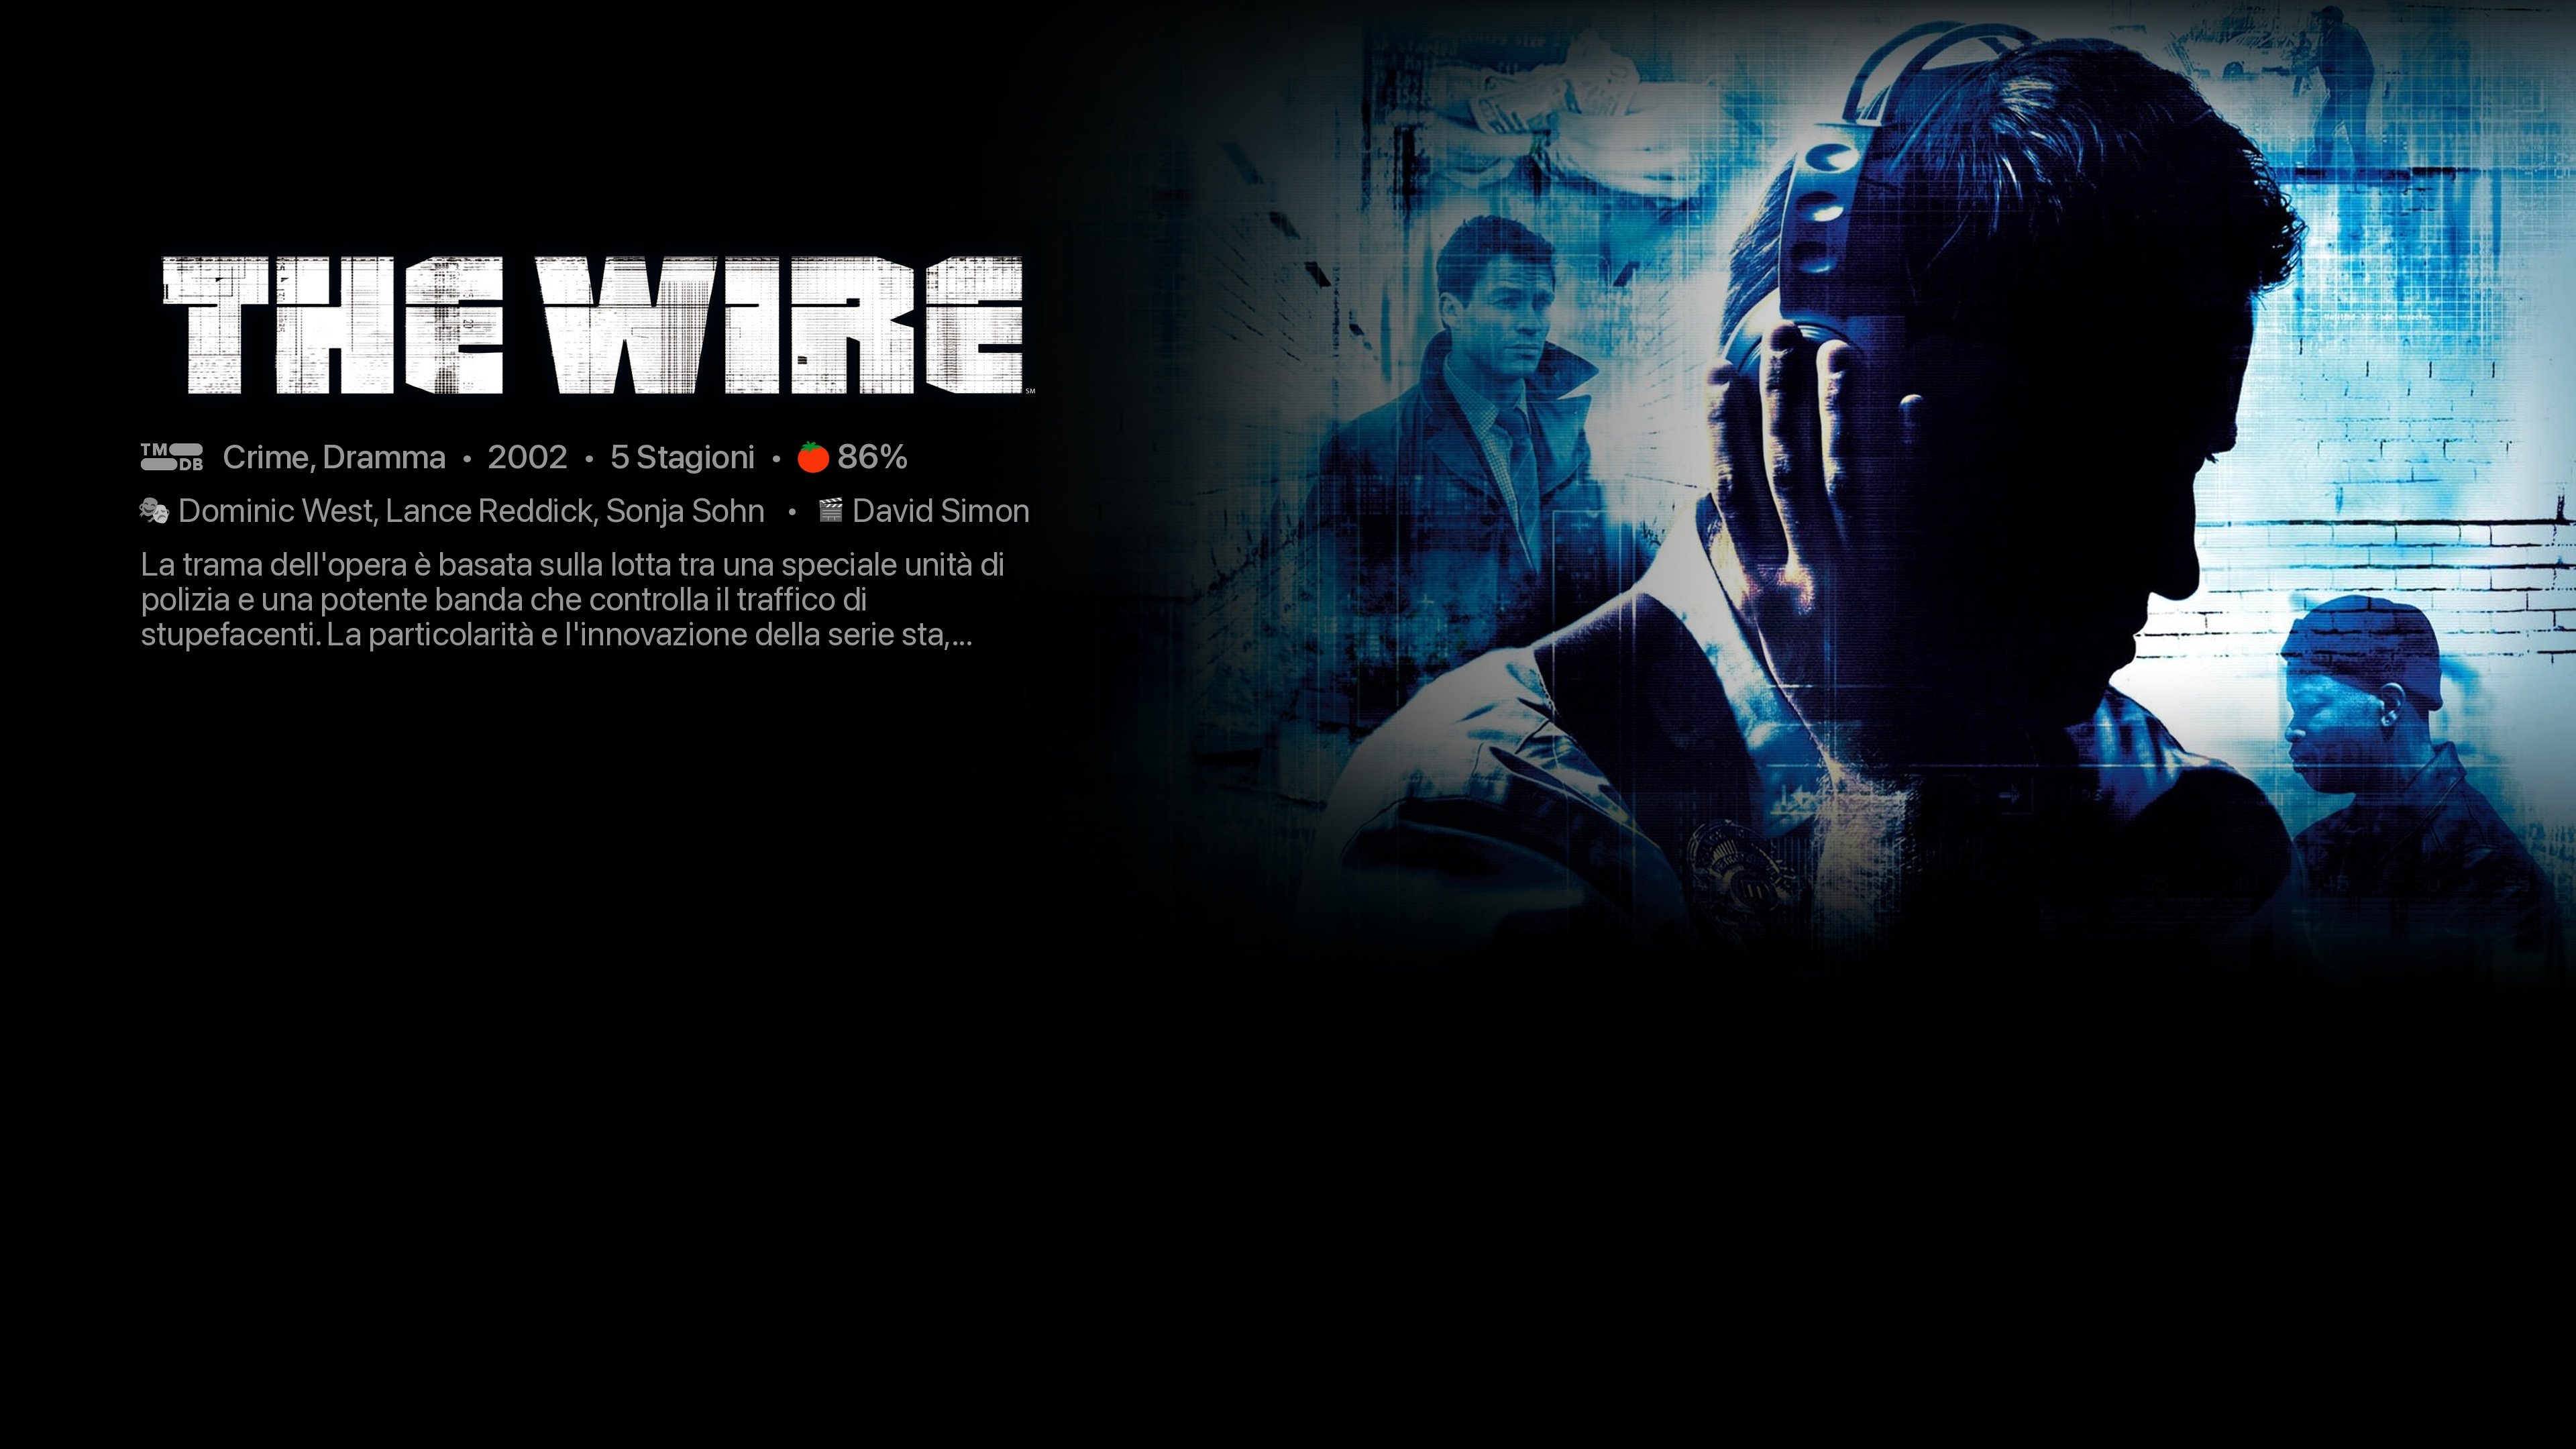 THE WIRE SM
TMDB Crime, Dramma • 2002 • 5 Stagioni • 86%
Dominic West, Lance Reddick, Sonja Sohn • David Simon
La trama dell'opera è basata sulla lotta tra una speciale unità di
polizia e una potente banda che controlla il traffico di
stupefacenti. La particolarità e l'innovazione della serie sta,...